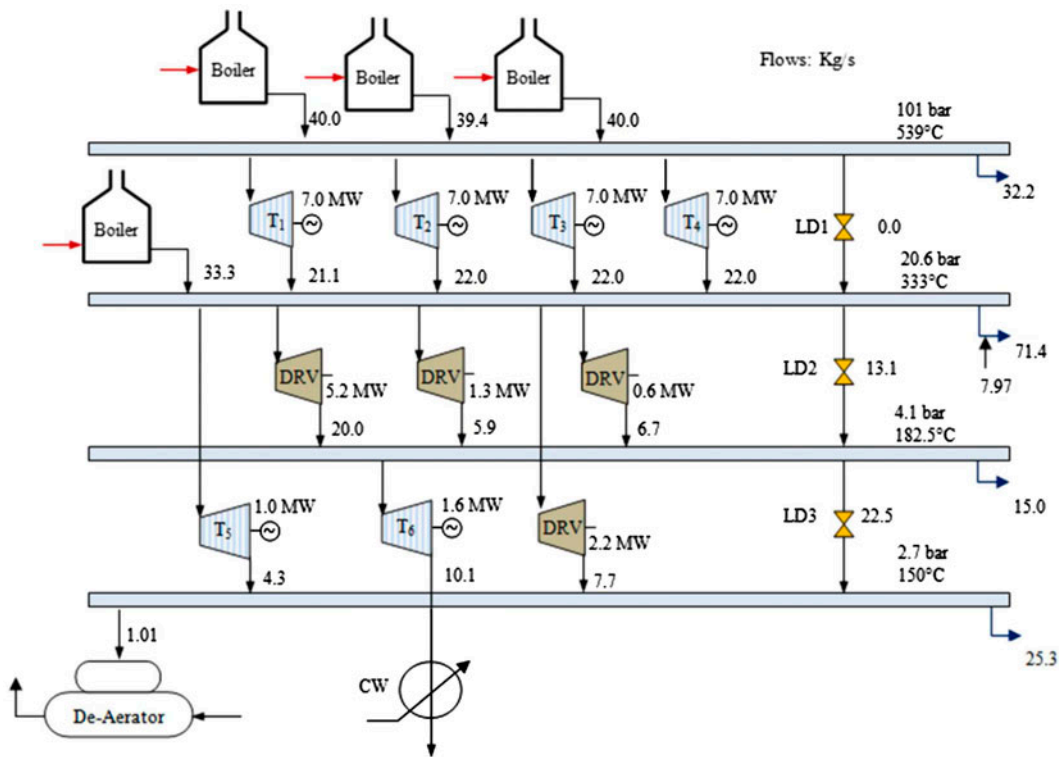 Boiler
Boiler
Boiler
Flows: Kg/s
40.0
39.4
40.0
101 bar
539°C
32.2
Boiler
33.3
T1
7.0 MW
21.1
T2
7.0 MW
22.0
T3
7.0 MW
22.0
T4
7.0 MW
22.0
LD1
0.0
20.6 bar
333°C
71.4
7.97
DRV
5.2 MW
20.0
DRV
1.3 MW
5.9
DRV
0.6 MW
6.7
LD2
13.1
4.1 bar
182.5°C
15.0
T5
1.0 MW
4.3
T6
1.6 MW
10.1
DRV
2.2 MW
7.7
LD3
22.5
2.7 bar
150°C
25.3
1.01
De-Aerator
CW